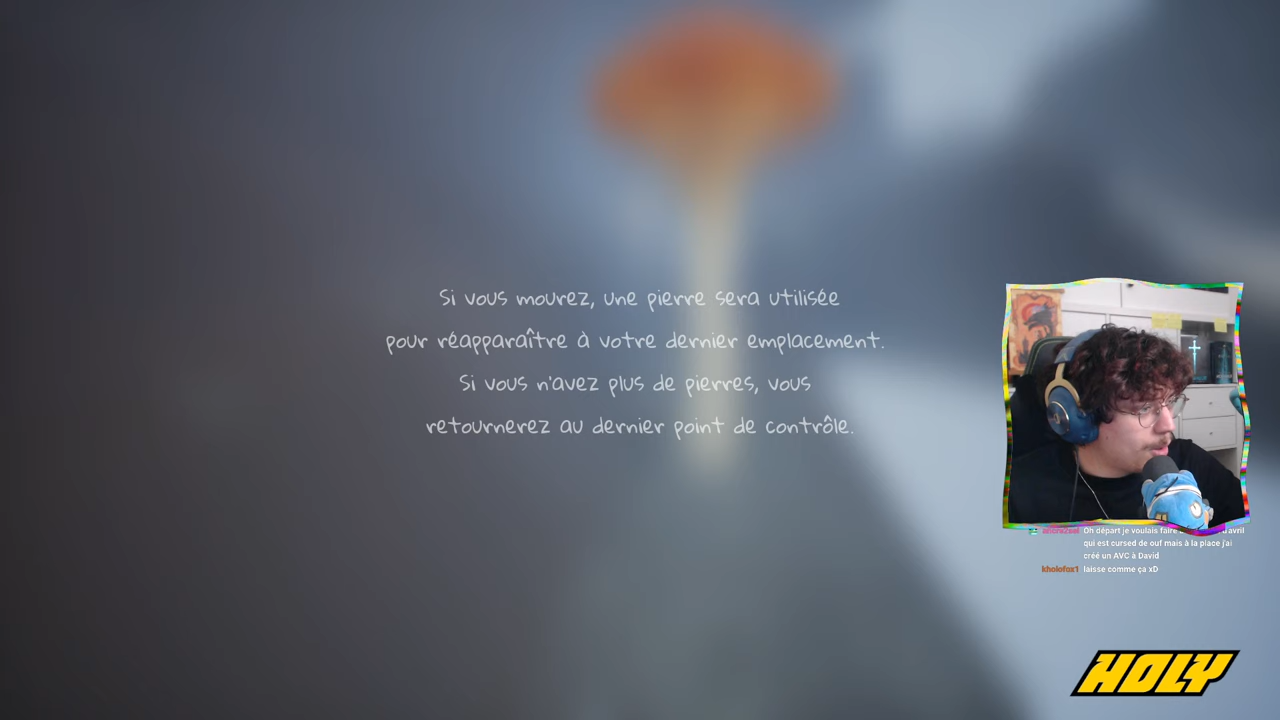 Si vous mourez, une pierre sera utilisée
pour réapparaître à votre dernier emplacement.
Si vous n'avez plus de pierres, vous
retournerez au dernier point de contrôle.
Oh départ je voulais faire
qui est cursed de ouf mais à la place j'ai
créé un AVC à David
kholofox1 laisse comme ça xD
HOLY